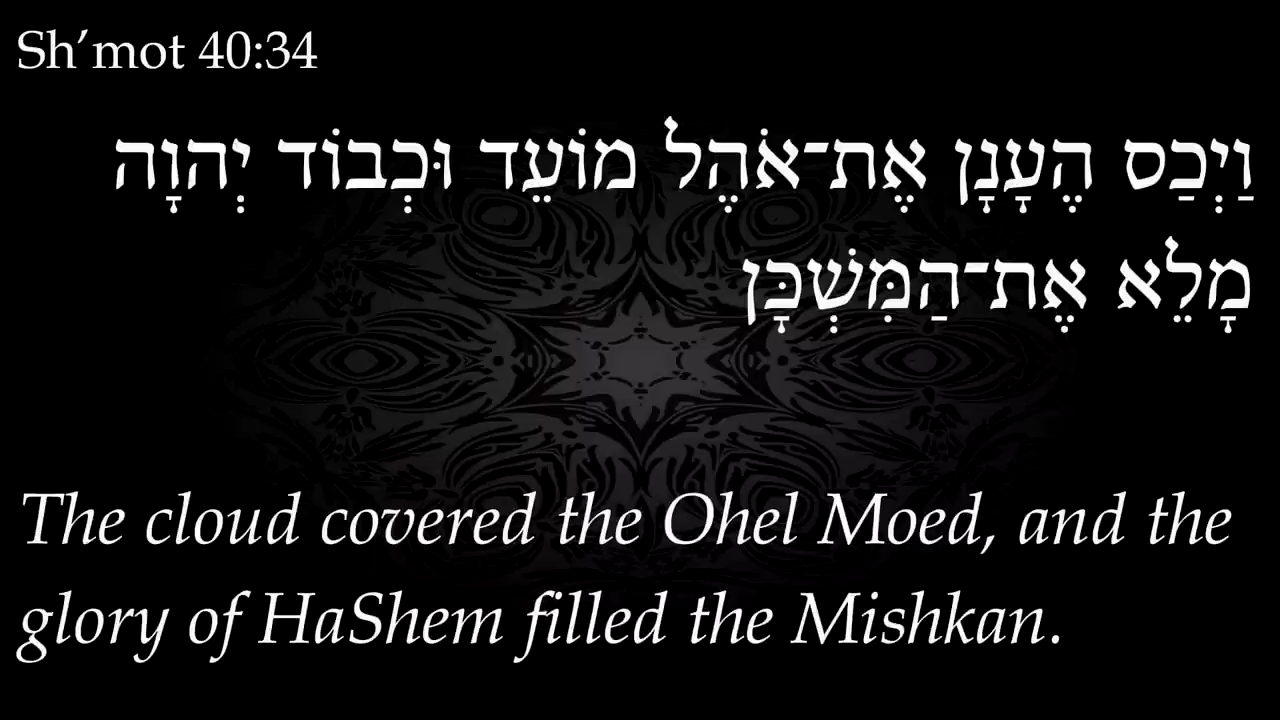 Sh’mot 40:34
וַיְכַס הֶעָנָן אֶת־אֹהֶל מוֹעֵד וּכְבוֹד יְהוָה
מָלֵא אֶת־הַמִּשְׁכָּן
The cloud covered the Ohel Moed, and the
glory of HaShem filled the Mishkan.